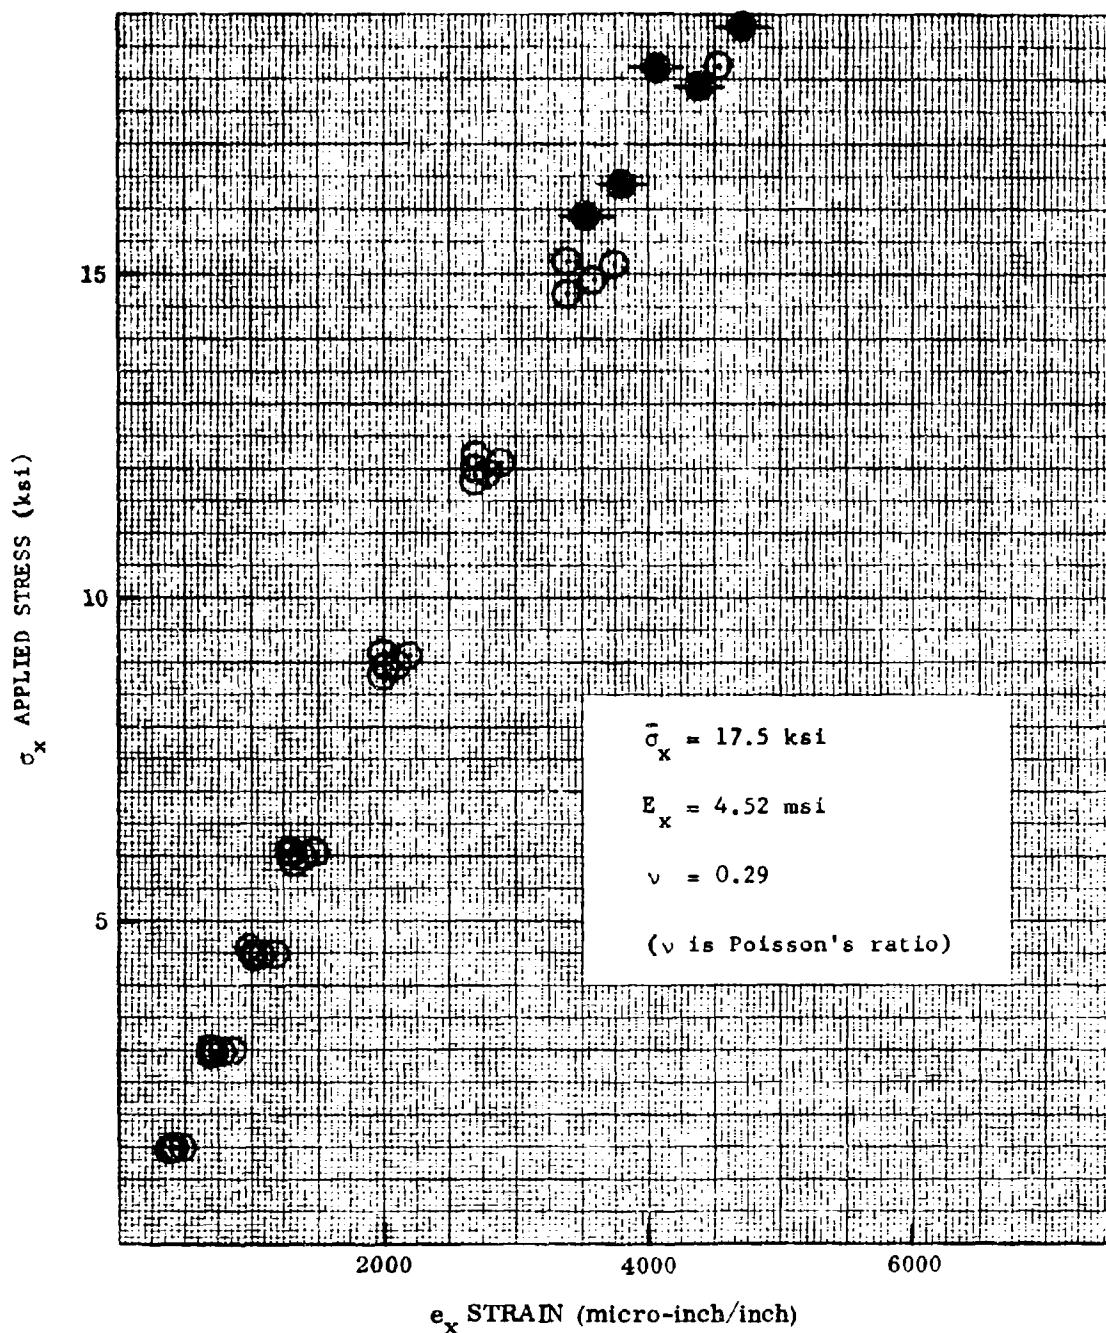 15
10
5
σx APPLIED STRESS (ksi)
σ̄x = 17.5 ksi
Ex = 4.52 msi
ν = 0.29
(ν is Poisson's ratio)
2000 4000 6000
ex STRAIN (micro-inch/inch)